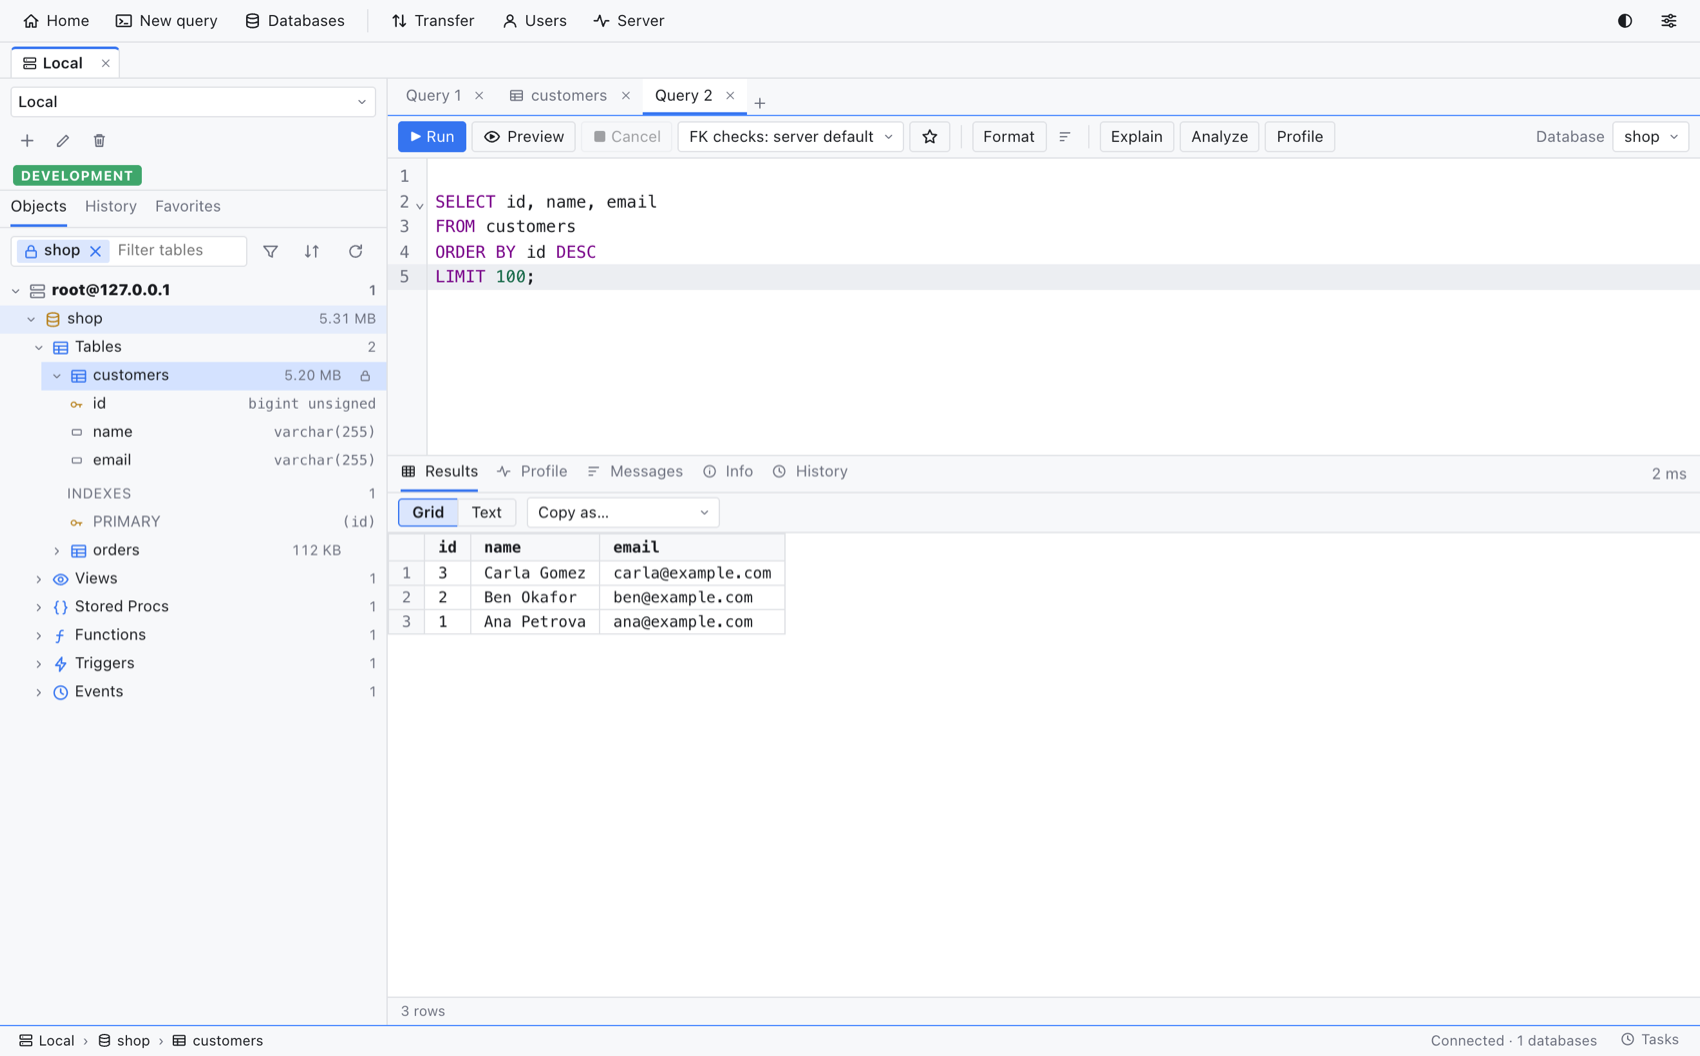 Home New query Databases Transfer Users Server
Local
Local
DEVELOPMENT
Objects History Favorites
shop Filter tables
root@127.0.0.1 1
shop 5.31 MB
Tables 2
customers 5.20 MB
id bigint unsigned
name varchar(255)
email varchar(255)
INDEXES 1
PRIMARY (id)
orders 112 KB
Views 1
Stored Procs 1
Functions 1
Triggers 1
Events 1
Query 1 customers Query 2
Run Preview Cancel FK checks: server default Format Explain Analyze Profile Database shop
1
2 SELECT id, name, email
3 FROM customers
4 ORDER BY id DESC
5 LIMIT 100;
Results Profile Messages Info History 2 ms
Grid Text Copy as...
id name email
1 3 Carla Gomez carla@example.com
2 2 Ben Okafor ben@example.com
3 1 Ana Petrova ana@example.com
3 rows
Local › shop › customers Connected · 1 databases Tasks